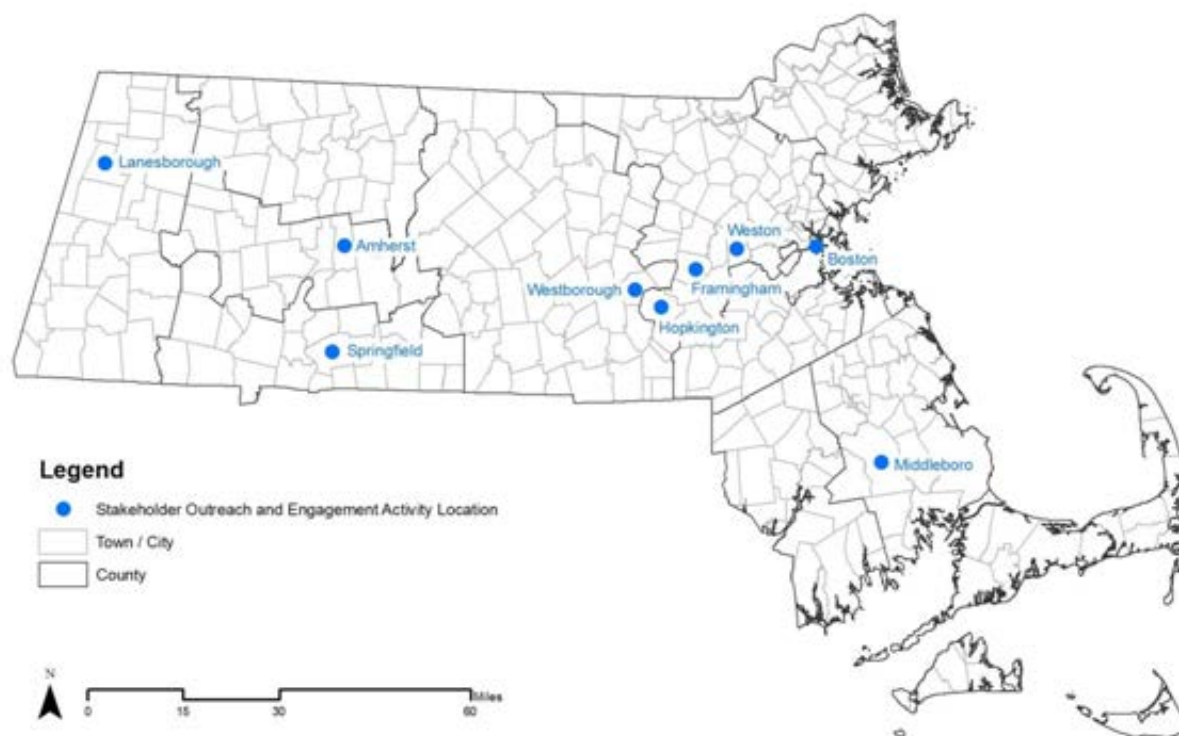 Lanesborough
Amherst
Weston
Boston
Framingham
Westborough
Hopkington
Springfield
Middleboro
Legend
Stakeholder Outreach and Engagement Activity Location
Town / City
County
N
Miles
0 15 30 60